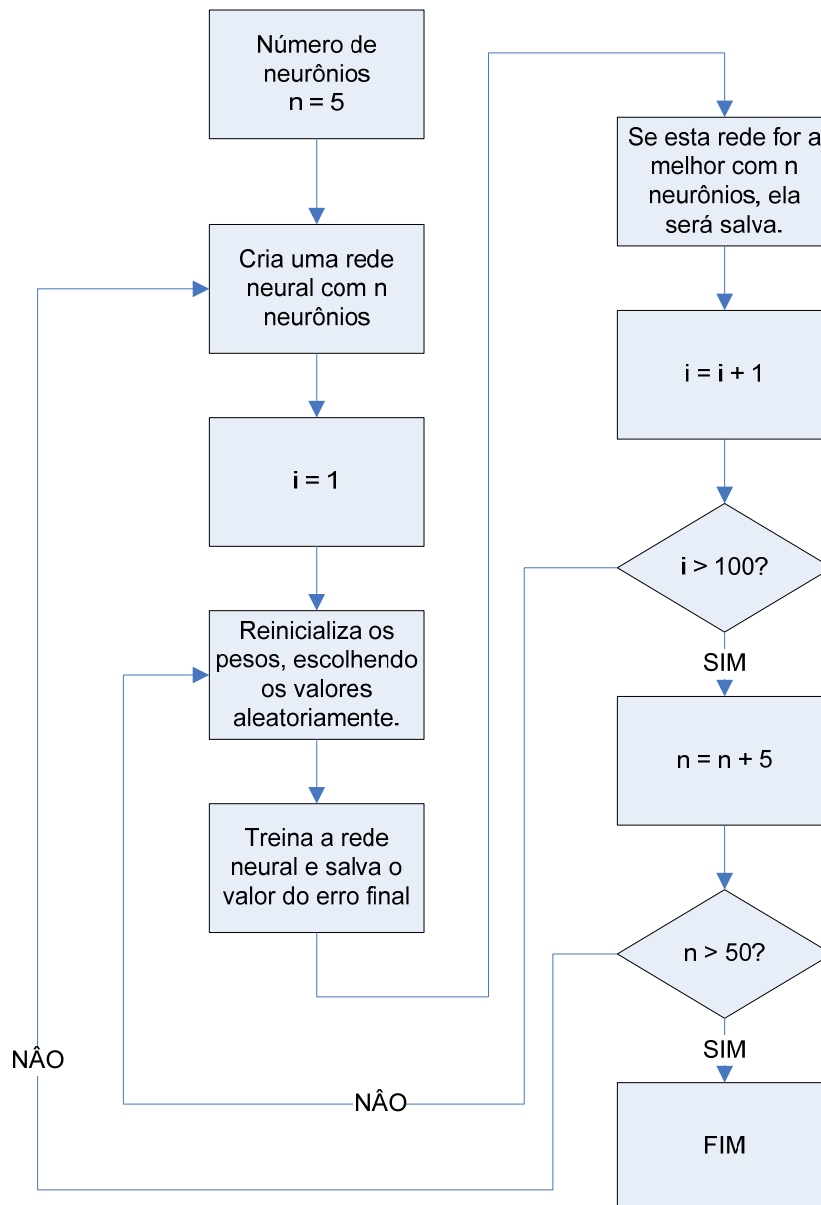 Número de
neurônios
n = 5
Cria uma rede
neural com n
neurônios
i = 1
Reinicializa os
pesos, escolhendo
os valores
aleatoriamente.
Treina a rede
neural e salva o
valor do erro final
Se esta rede for a
melhor com n
neurônios, ela
será salva.
i = i + 1
i > 100?
SIM
n = n + 5
n > 50?
SIM
FIM
NÂO
NÂO